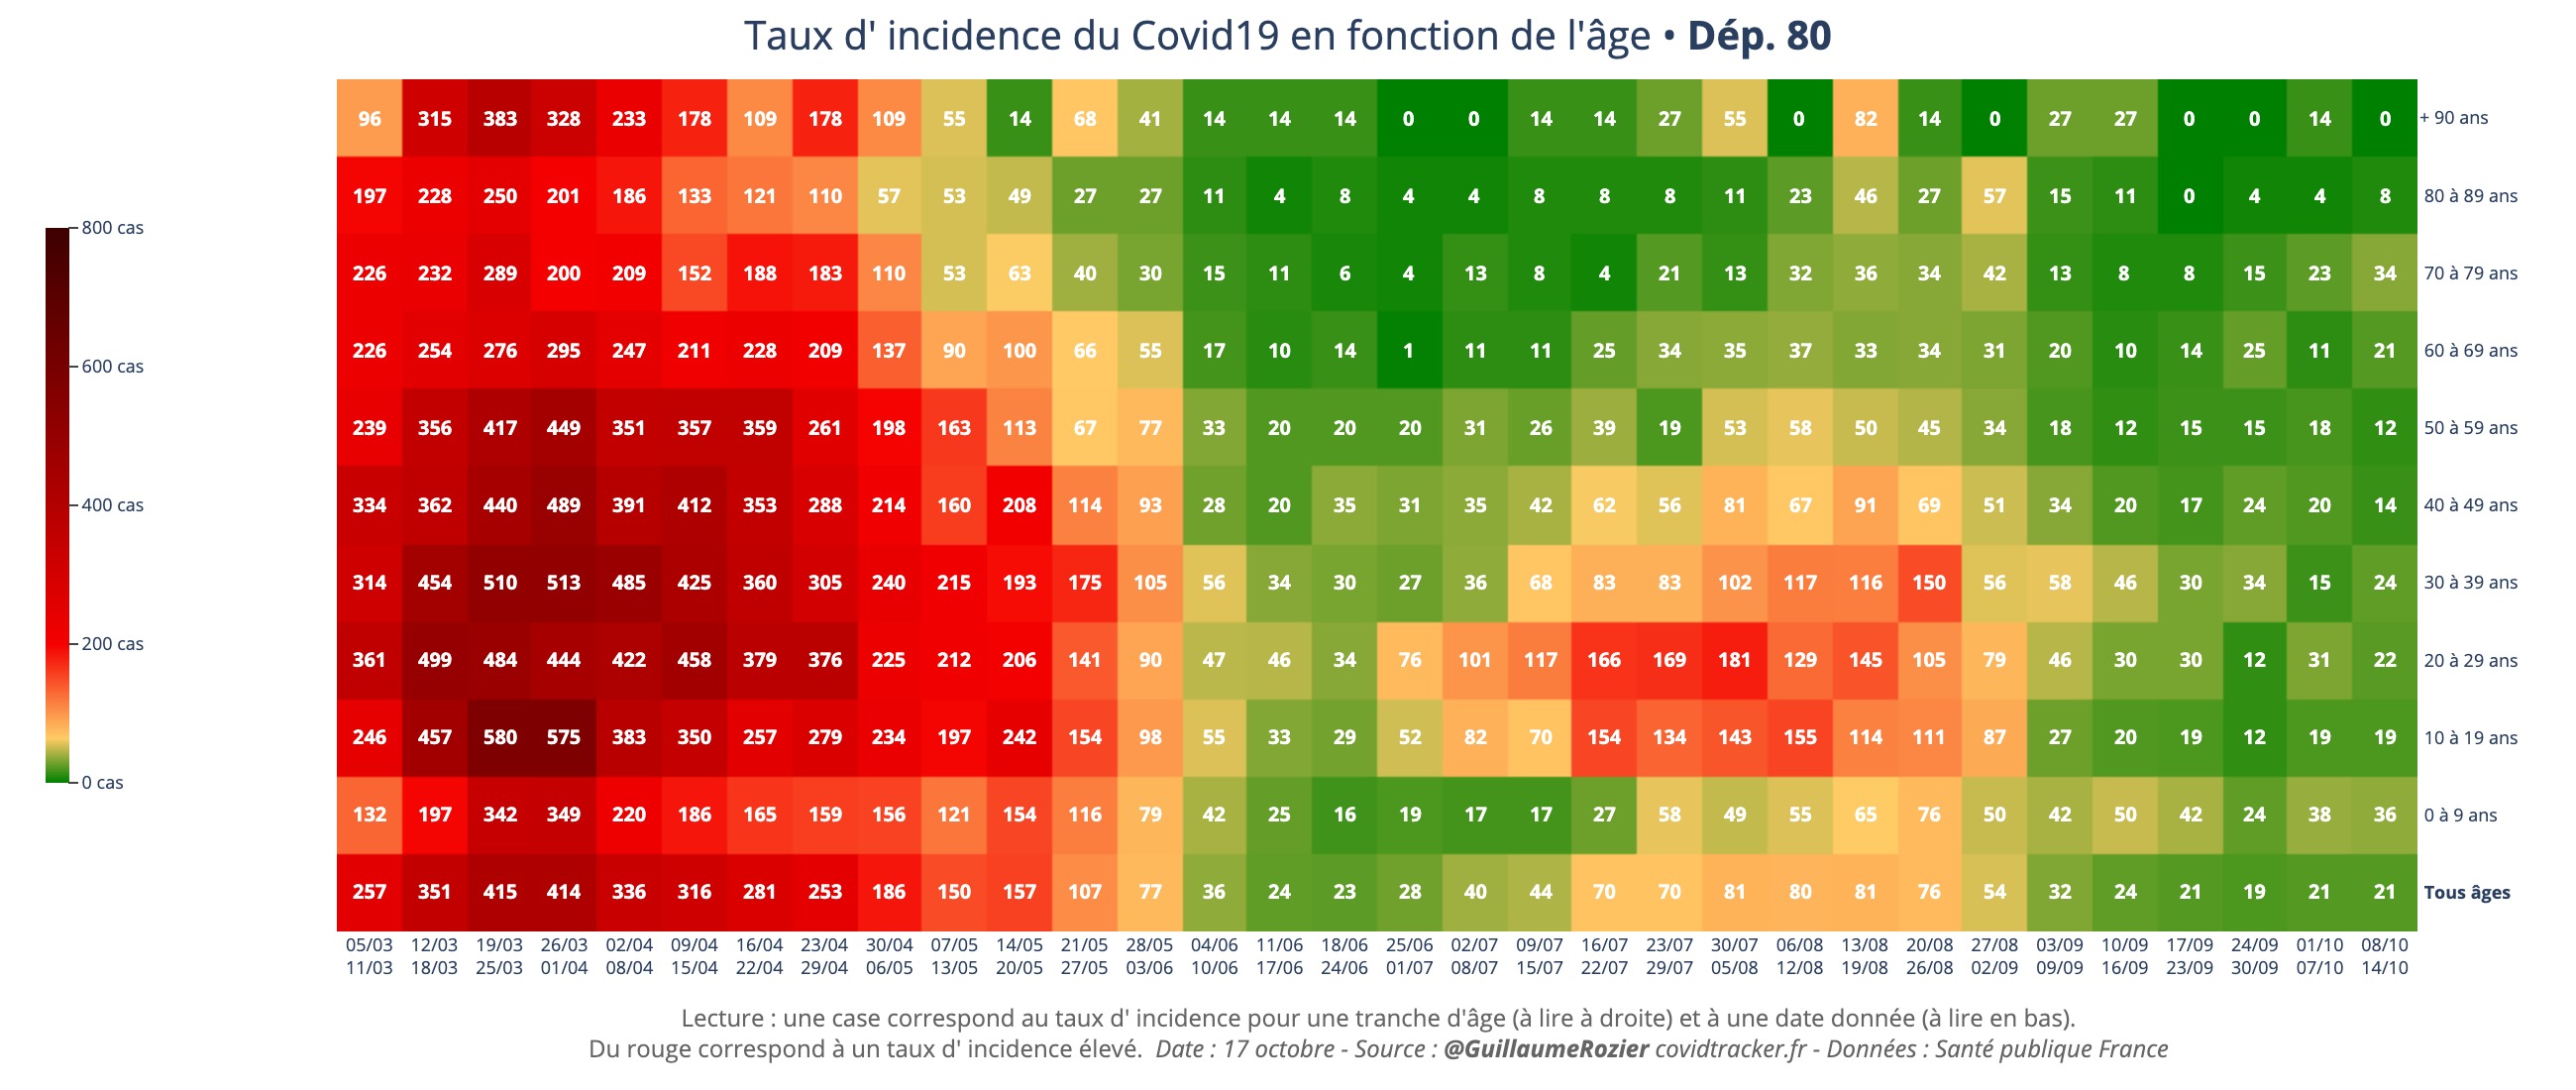 Taux d' incidence du Covid19 en fonction de l'âge • Dép. 80
800 cas
600 cas
400 cas
200 cas
0 cas
96 315 383 328 233 178 109 178 109 55 14 68 41 14 14 14 0 0 14 14 27 55 0 82 14 0 27 27 0 0 14 0 + 90 ans
197 228 250 201 186 133 121 110 57 53 49 27 27 11 4 8 4 4 8 8 8 11 23 46 27 57 15 11 0 4 4 8 80 à 89 ans
226 232 289 200 209 152 188 183 110 53 63 40 30 15 11 6 4 13 8 4 21 13 32 36 34 42 13 8 8 15 23 34 70 à 79 ans
226 254 276 295 247 211 228 209 137 90 100 66 55 17 10 14 1 11 11 25 34 35 37 33 34 31 20 10 14 25 11 21 60 à 69 ans
239 356 417 449 351 357 359 261 198 163 113 67 77 33 20 20 20 31 26 39 19 53 58 50 45 34 18 12 15 15 18 12 50 à 59 ans
334 362 440 489 391 412 353 288 214 160 208 114 93 28 20 35 31 35 42 62 56 81 67 91 69 51 34 20 17 24 20 14 40 à 49 ans
314 454 510 513 485 425 360 305 240 215 193 175 105 56 34 30 27 36 68 83 83 102 117 116 150 56 58 46 30 34 15 24 30 à 39 ans
361 499 484 444 422 458 379 376 225 212 206 141 90 47 46 34 76 101 117 166 169 181 129 145 105 79 46 30 30 12 31 22 20 à 29 ans
246 457 580 575 383 350 257 279 234 197 242 154 98 55 33 29 52 82 70 154 134 143 155 114 111 87 27 20 19 12 19 19 10 à 19 ans
132 197 342 349 220 186 165 159 156 121 154 116 79 42 25 16 19 17 17 27 58 49 55 65 76 50 42 50 42 24 38 36 0 à 9 ans
257 351 415 414 336 316 281 253 186 150 157 107 77 36 24 23 28 40 44 70 70 81 80 81 76 54 32 24 21 19 21 21 Tous âges
05/03 12/03 19/03 26/03 02/04 09/04 16/04 23/04 30/04 07/05 14/05 21/05 28/05 04/06 11/06 18/06 25/06 02/07 09/07 16/07 23/07 30/07 06/08 13/08 20/08 27/08 03/09 10/09 17/09 24/09 01/10 08/10
11/03 18/03 25/03 01/04 08/04 15/04 22/04 29/04 06/05 13/05 20/05 27/05 03/06 10/06 17/06 24/06 01/07 08/07 15/07 22/07 29/07 05/08 12/08 19/08 26/08 02/09 09/09 16/09 23/09 30/09 07/10 14/10
Lecture : une case correspond au taux d' incidence pour une tranche d'âge (à lire à droite) et à une date donnée (à lire en bas).
Du rouge correspond à un taux d' incidence élevé. Date : 17 octobre - Source : @GuillaumeRozier covidtracker.fr - Données : Santé publique France